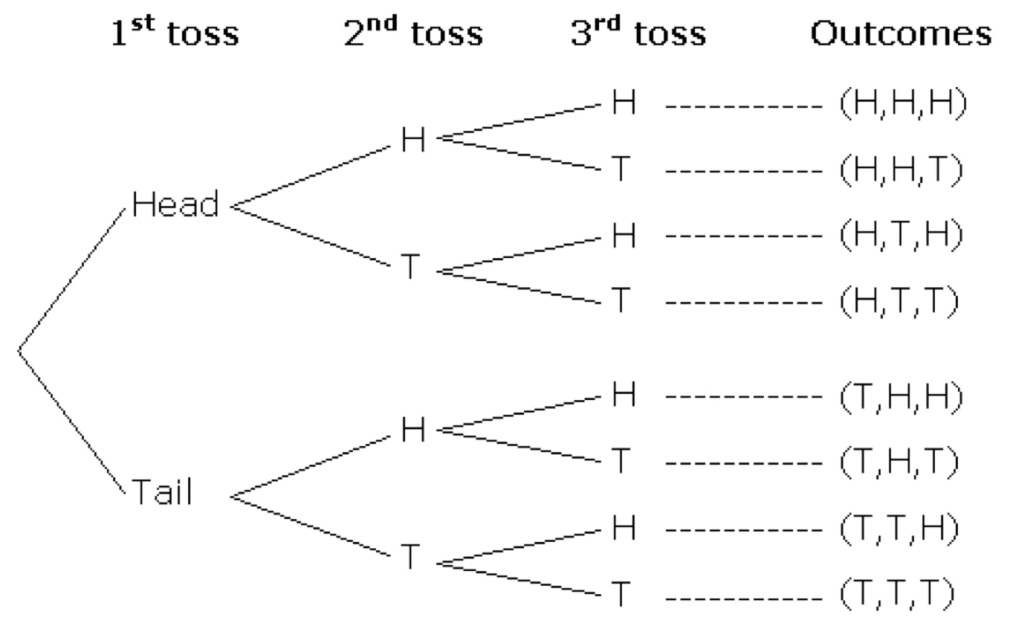 1st toss 2nd toss 3rd toss Outcomes
H ----------- (H,H,H)
H
T ----------- (H,H,T)
Head
H ----------- (H,T,H)
T
T ----------- (H,T,T)
H ----------- (T,H,H)
H
T ----------- (T,H,T)
Tail
H ----------- (T,T,H)
T
T ----------- (T,T,T)